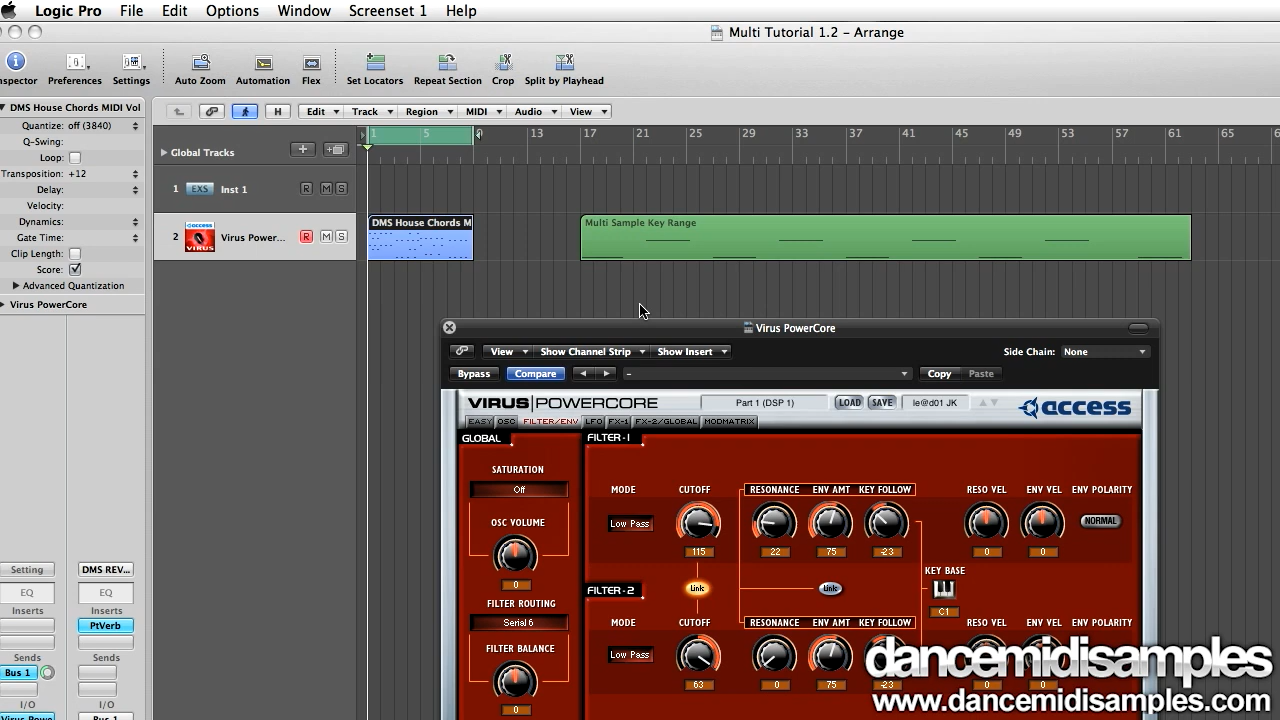 Logic Pro File Edit Options Window Screenset 1 Help
Multi Tutorial 1.2 – Arrange
nspector Preferences Settings Auto Zoom Automation Flex Set Locators Repeat Section Crop Split by Playhead
DMS House Chords MIDI Vol
H Edit Track Region MIDI Audio View
Quantize: off (3840)
Q-Swing:
Loop:
Transposition: +12
Delay:
Velocity:
Dynamics:
Gate Time:
Clip Length:
Score:
Advanced Quantization
Virus PowerCore
1 5 9 13 17 21 25 29 33 37 41 45 49 53 57 61 65
Global Tracks
1 EXS Inst 1 R M S
2 access VIRUS Virus Power... R M S
DMS House Chords M
Multi Sample Key Range
Virus PowerCore
View Show Channel Strip Show Insert Side Chain: None
Bypass Compare – Copy Paste
VIRUS|POWERCORE Part 1 (DSP 1) LOAD SAVE le@d01 JK access
EASY OSC FILTER/ENV LFO FX-1 FX-2/GLOBAL MODMATRIX
GLOBAL
SATURATION
Off
OSC VOLUME
0
FILTER ROUTING
Serial 6
FILTER BALANCE
0
FILTER-1
MODE CUTOFF RESONANCE ENV AMT KEY FOLLOW RESO VEL ENV VEL ENV POLARITY
Low Pass NORMAL
115 22 75 -23 0 0
Link Link KEY BASE
C1
FILTER-2
MODE CUTOFF RESONANCE ENV AMT KEY FOLLOW RESO VEL ENV VEL
Low Pass
63 0 75 -23
Setting DMS REV...
EQ EQ
Inserts Inserts
PtVerb
Sends Sends
Bus 1
I/O I/O
Virus Powe Bus 1
dancemidisamples
www.dancemidisamples.com